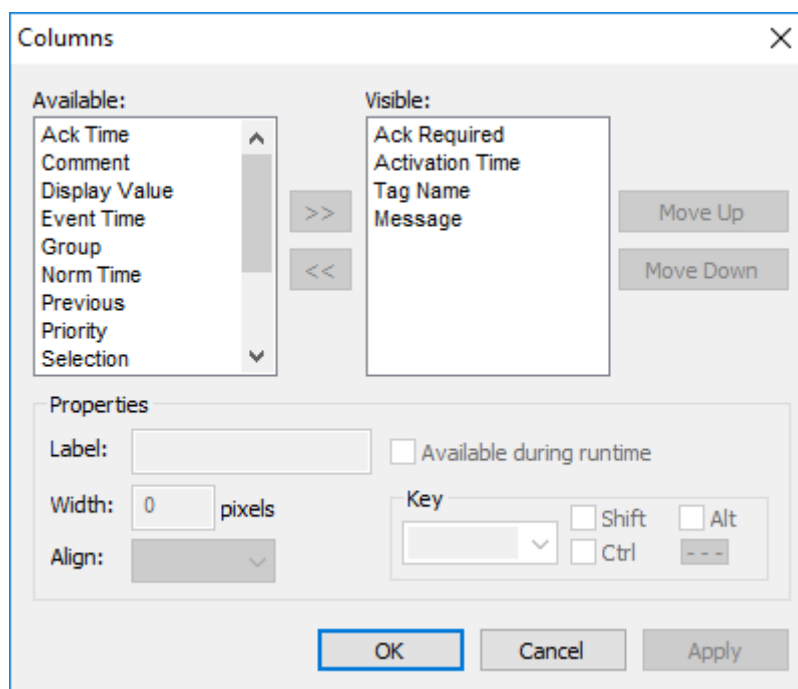 Columns
Available: Visible:
Ack Time
Comment
Display Value
Event Time
Group
Norm Time
Previous
Priority
Selection
>>
<<
Ack Required
Activation Time
Tag Name
Message
Move Up
Move Down
Properties
Label: Available during runtime
Width: 0 pixels
Align:
Key
Shift Alt
Ctrl ---
OK Cancel Apply